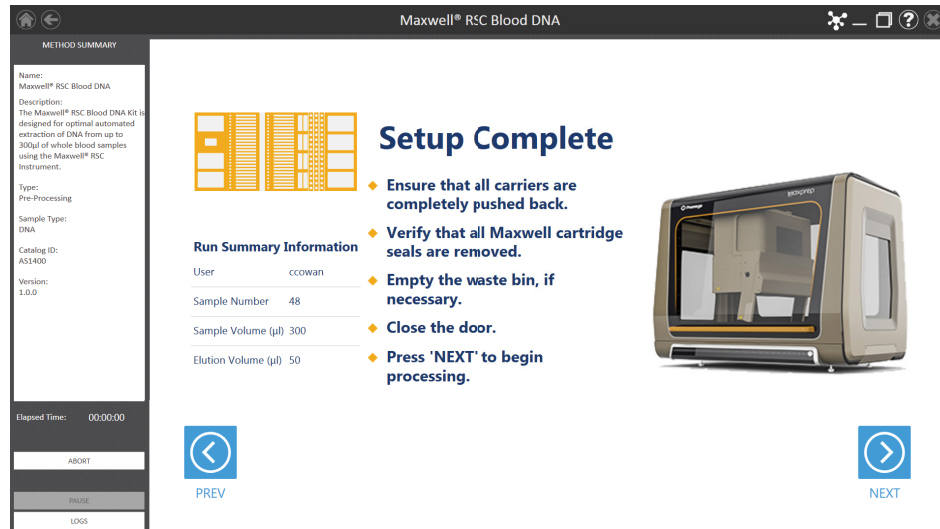 Maxwell® RSC Blood DNA
?
METHOD SUMMARY
Name:
Maxwell® RSC Blood DNA
Description:
The Maxwell® RSC Blood DNA Kit is
designed for optimal automated
extraction of DNA from up to
300µl of whole blood samples
using the Maxwell® RSC
Instrument.
Type:
Pre-Processing
Sample Type:
DNA
Catalog ID:
AS1400
Version:
1.0.0
Elapsed Time: 00:00:00
ABORT
PAUSE
LOGS
Setup Complete
Ensure that all carriers are
completely pushed back.
Verify that all Maxwell cartridge
seals are removed.
Empty the waste bin, if
necessary.
Close the door.
Press 'NEXT' to begin
processing.
Run Summary Information
User ccowan
Sample Number 48
Sample Volume (µl) 300
Elution Volume (µl) 50
Promega
maxprep
PREV
NEXT